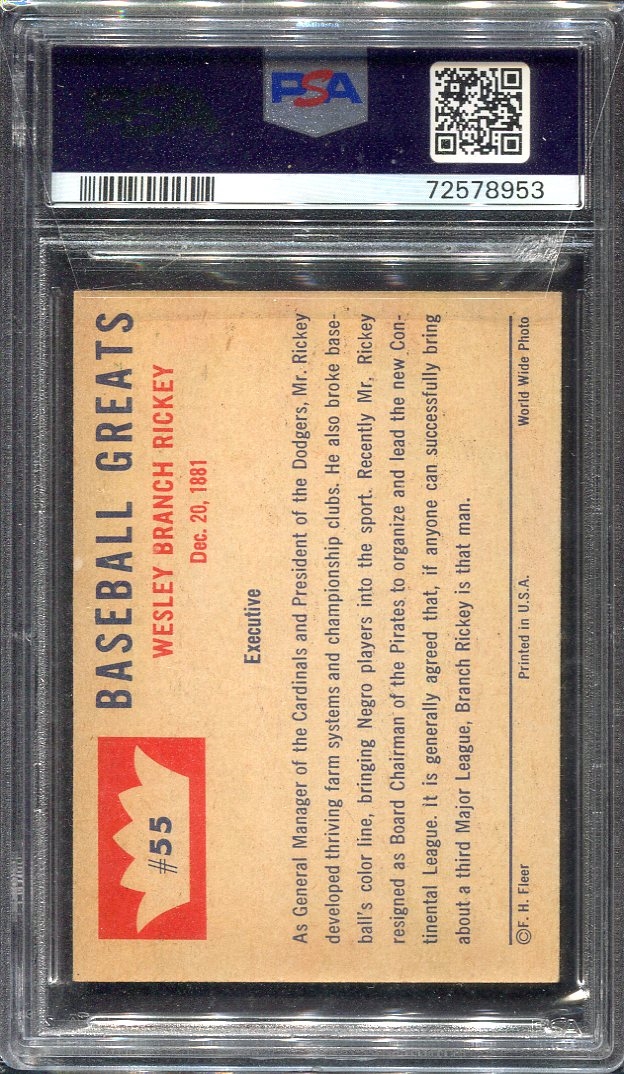 PSA
72578953
BASEBALL GREATS
WESLEY BRANCH RICKEY
Dec. 20, 1881
#55
Executive
As General Manager of the Cardinals and President of the Dodgers, Mr. Rickey
developed thriving farm systems and championship clubs. He also broke base-
ball's color line, bringing Negro players into the sport. Recently Mr. Rickey
resigned as Board Chairman of the Pirates to organize and lead the new Con-
tinental League. It is generally agreed that, if anyone can successfully bring
about a third Major League, Branch Rickey is that man.
©F. H. Fleer Printed in U.S.A. World Wide Photo